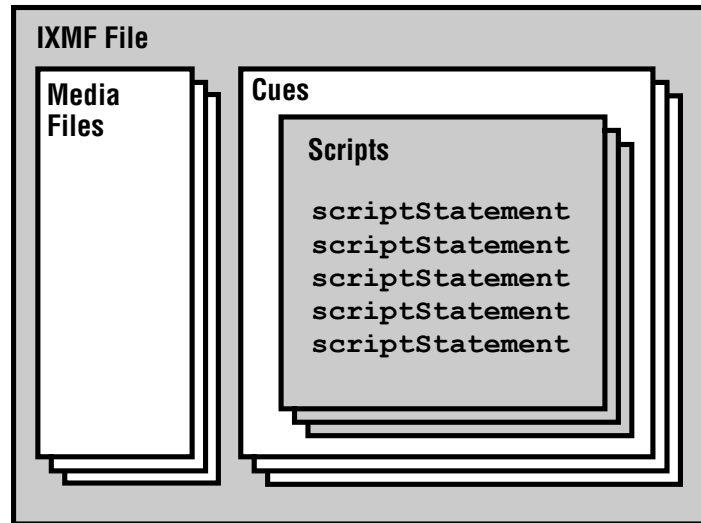 IXMF File
Media
Files
Cues
Scripts
scriptStatement
scriptStatement
scriptStatement
scriptStatement
scriptStatement